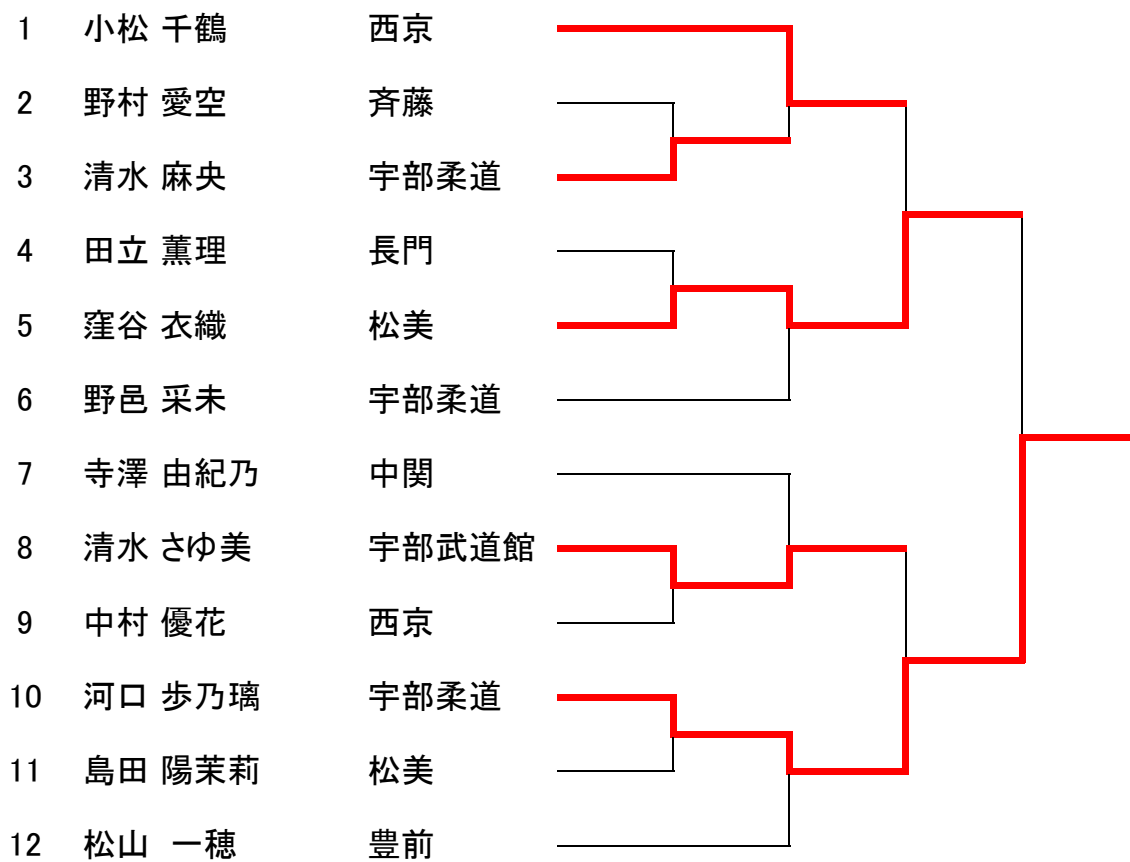 1 小松 千鶴 西京
2 野村 愛空 斉藤
3 清水 麻央 宇部柔道
4 田立 薫理 長門
5 窪谷 衣織 松美
6 野邑 采未 宇部柔道
7 寺澤 由紀乃 中関
8 清水 さゆ美 宇部武道館
9 中村 優花 西京
10 河口 歩乃璃 宇部柔道
11 島田 陽茉莉 松美
12 松山 一穂 豊前